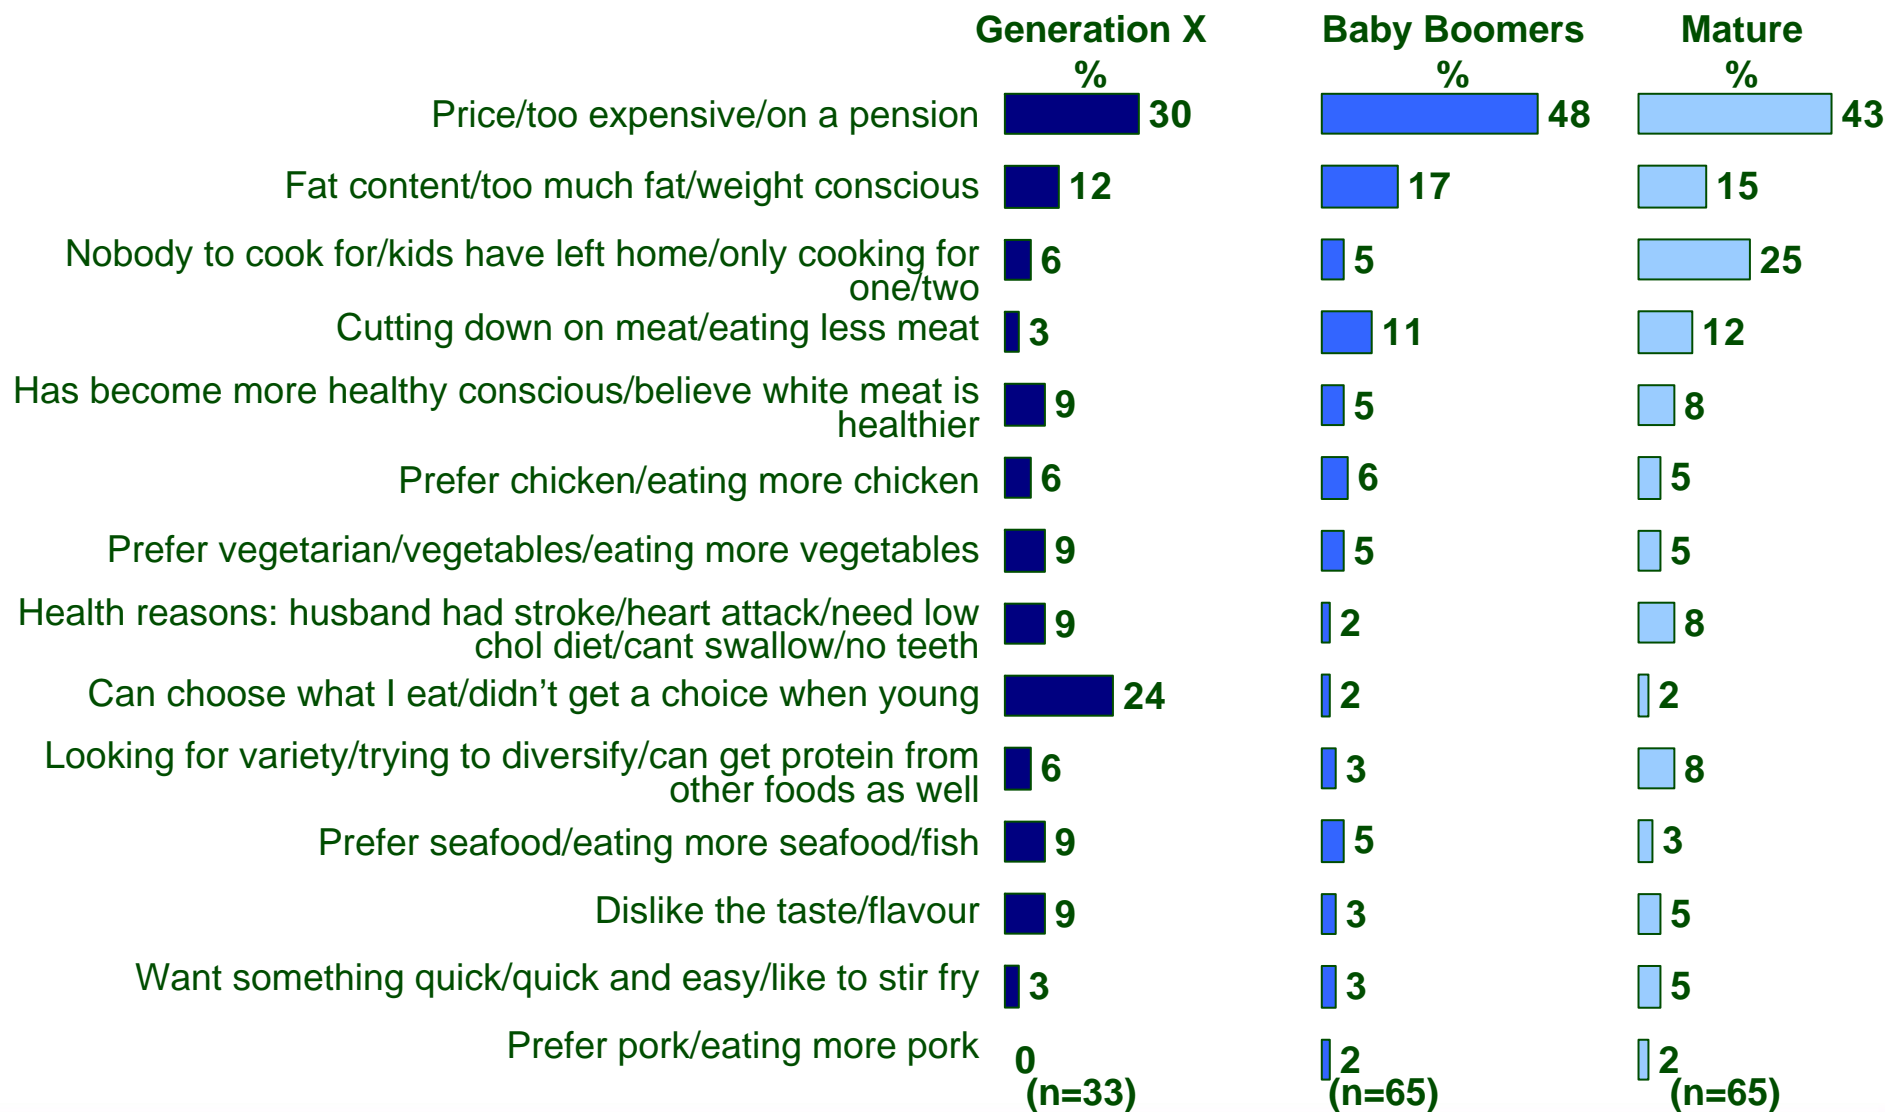 Generation X Baby Boomers Mature
% % %
Price/too expensive/on a pension 30 48 43
Fat content/too much fat/weight conscious 12 17 15
Nobody to cook for/kids have left home/only cooking for
one/two 6 5 25
Cutting down on meat/eating less meat 3 11 12
Has become more healthy conscious/believe white meat is
healthier 9 5 8
Prefer chicken/eating more chicken 6 6 5
Prefer vegetarian/vegetables/eating more vegetables 9 5 5
Health reasons: husband had stroke/heart attack/need low
chol diet/cant swallow/no teeth 9 2 8
Can choose what I eat/didn’t get a choice when young 24 2 2
Looking for variety/trying to diversify/can get protein from
other foods as well 6 3 8
Prefer seafood/eating more seafood/fish 9 5 3
Dislike the taste/flavour 9 3 5
Want something quick/quick and easy/like to stir fry 3 3 5
Prefer pork/eating more pork 0 2 2
(n=33) (n=65) (n=65)